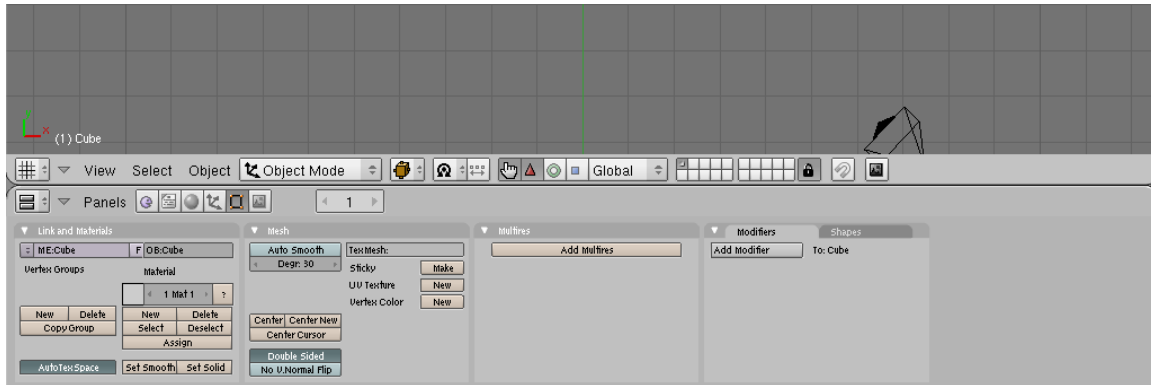 (1) Cube
View Select Object Object Mode Global
Panels 1
Link and Materials Mesh Multires Modifiers Shapes
ME:Cube F OB:Cube Auto Smooth TexMesh: Add Multires Add Modifier To: Cube
Vertex Groups Material Degr: 30 Sticky Make
1 Mat 1 ? UV Texture New
Vertex Color New
New Delete New Delete
Copy Group Select Deselect Center Center New
Assign Center Cursor
Double Sided
AutoTexSpace Set Smooth Set Solid No V.Normal Flip